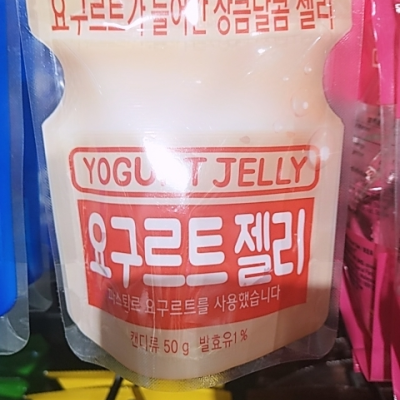 요구르트가 들어간 상큼달콤 젤리
YOGURT JELLY
요구르트 젤리
요구르트를 사용했습니다
캔디류 50 g 발효유 1%